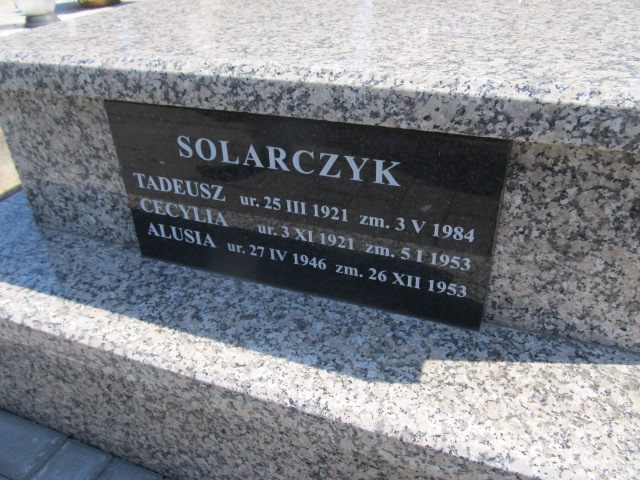 SOLARCZYK
TADEUSZ ur. 25 III 1921 zm. 3 V 1984
CECYLIA ur. 3 XI 1921 zm. 5 I 1953
ALUSIA ur. 27 IV 1946 zm. 26 XII 1953